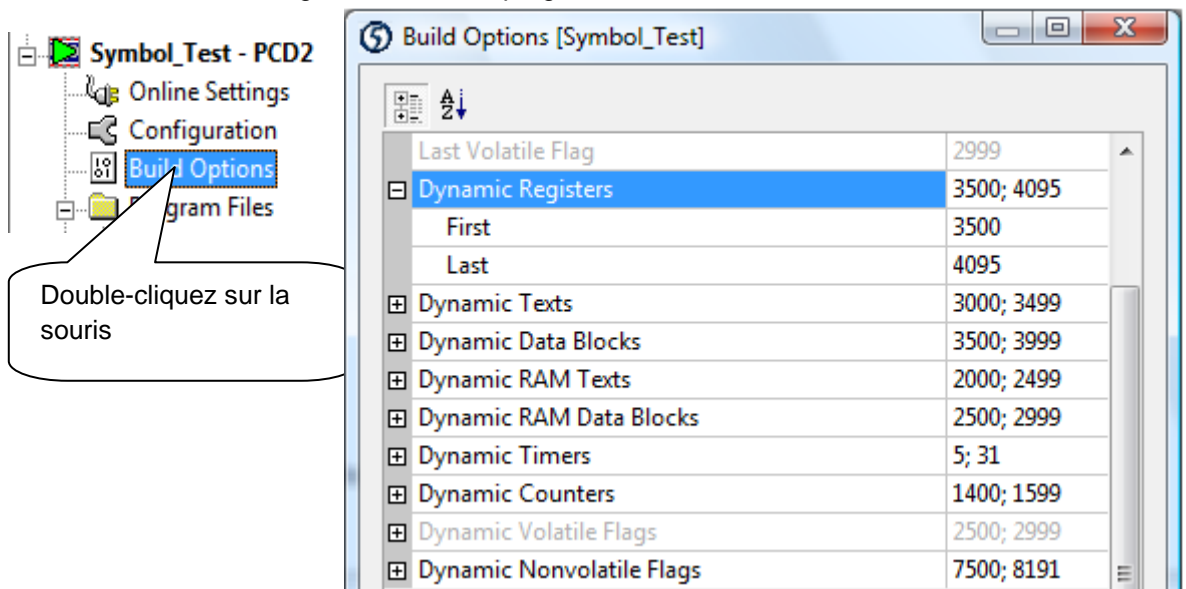 Symbol_Test - PCD2
Online Settings
Configuration
Build Options
gram Files
Double-cliquez sur la
souris
Build Options [Symbol_Test]
Last Volatile Flag 2999
Dynamic Registers 3500; 4095
First 3500
Last 4095
Dynamic Texts 3000; 3499
Dynamic Data Blocks 3500; 3999
Dynamic RAM Texts 2000; 2499
Dynamic RAM Data Blocks 2500; 2999
Dynamic Timers 5; 31
Dynamic Counters 1400; 1599
Dynamic Volatile Flags 2500; 2999
Dynamic Nonvolatile Flags 7500; 8191